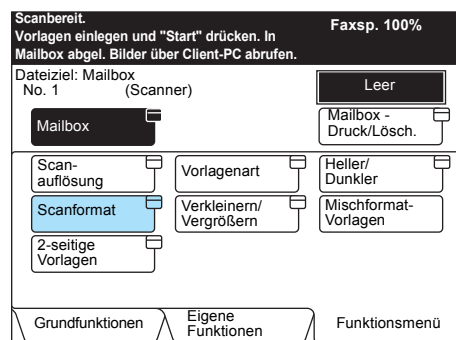 Scanbereit.
Vorlagen einlegen und "Start" drücken. In
Mailbox abgel. Bilder über Client-PC abrufen.
Faxsp. 100%
Dateiziel: Mailbox
No. 1 (Scanner)
Leer
Mailbox
Mailbox -
Druck/Lösch.
Scan-
auflösung
Vorlagenart
Heller/
Dunkler
Scanformat
Verkleinern/
Vergrößern
Mischformat-
Vorlagen
2-seitige
Vorlagen
Grundfunktionen
Eigene
Funktionen
Funktionsmenü